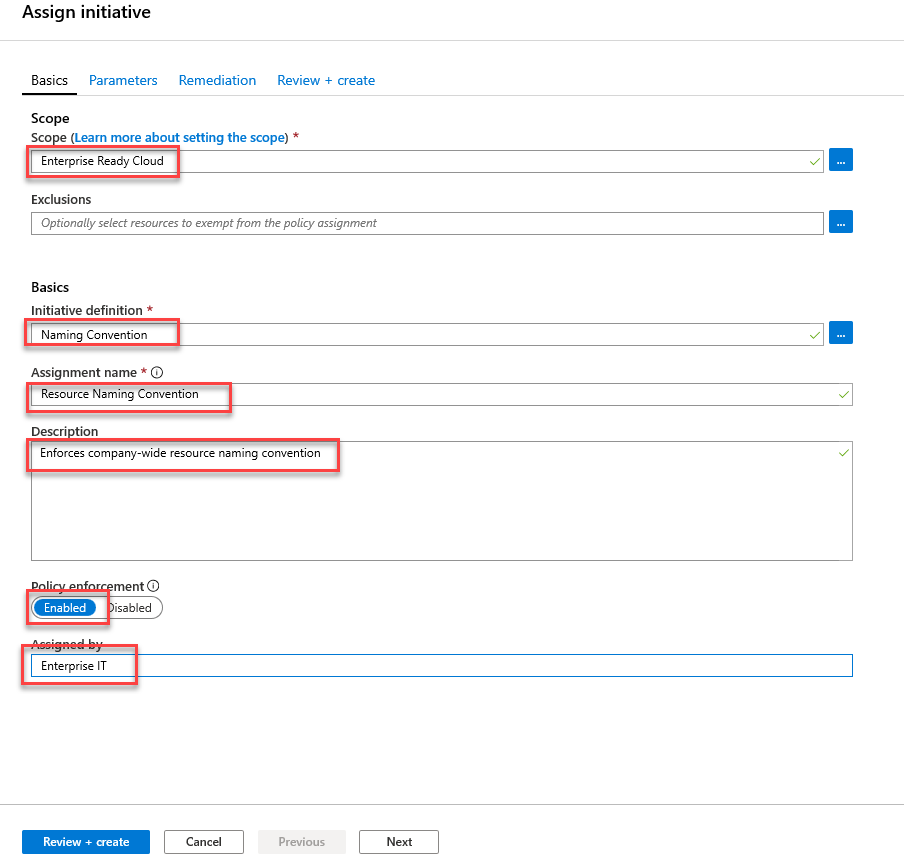 Assign initiative
Basics Parameters Remediation Review + create
Scope
Scope (Learn more about setting the scope) *
Enterprise Ready Cloud
...
Exclusions
Optionally select resources to exempt from the policy assignment
...
Basics
Initiative definition *
Naming Convention
...
Assignment name *
Resource Naming Convention
Description
Enforces company-wide resource naming convention
Policy enforcement
Enabled Disabled
Assigned by
Enterprise IT
Review + create Cancel Previous Next